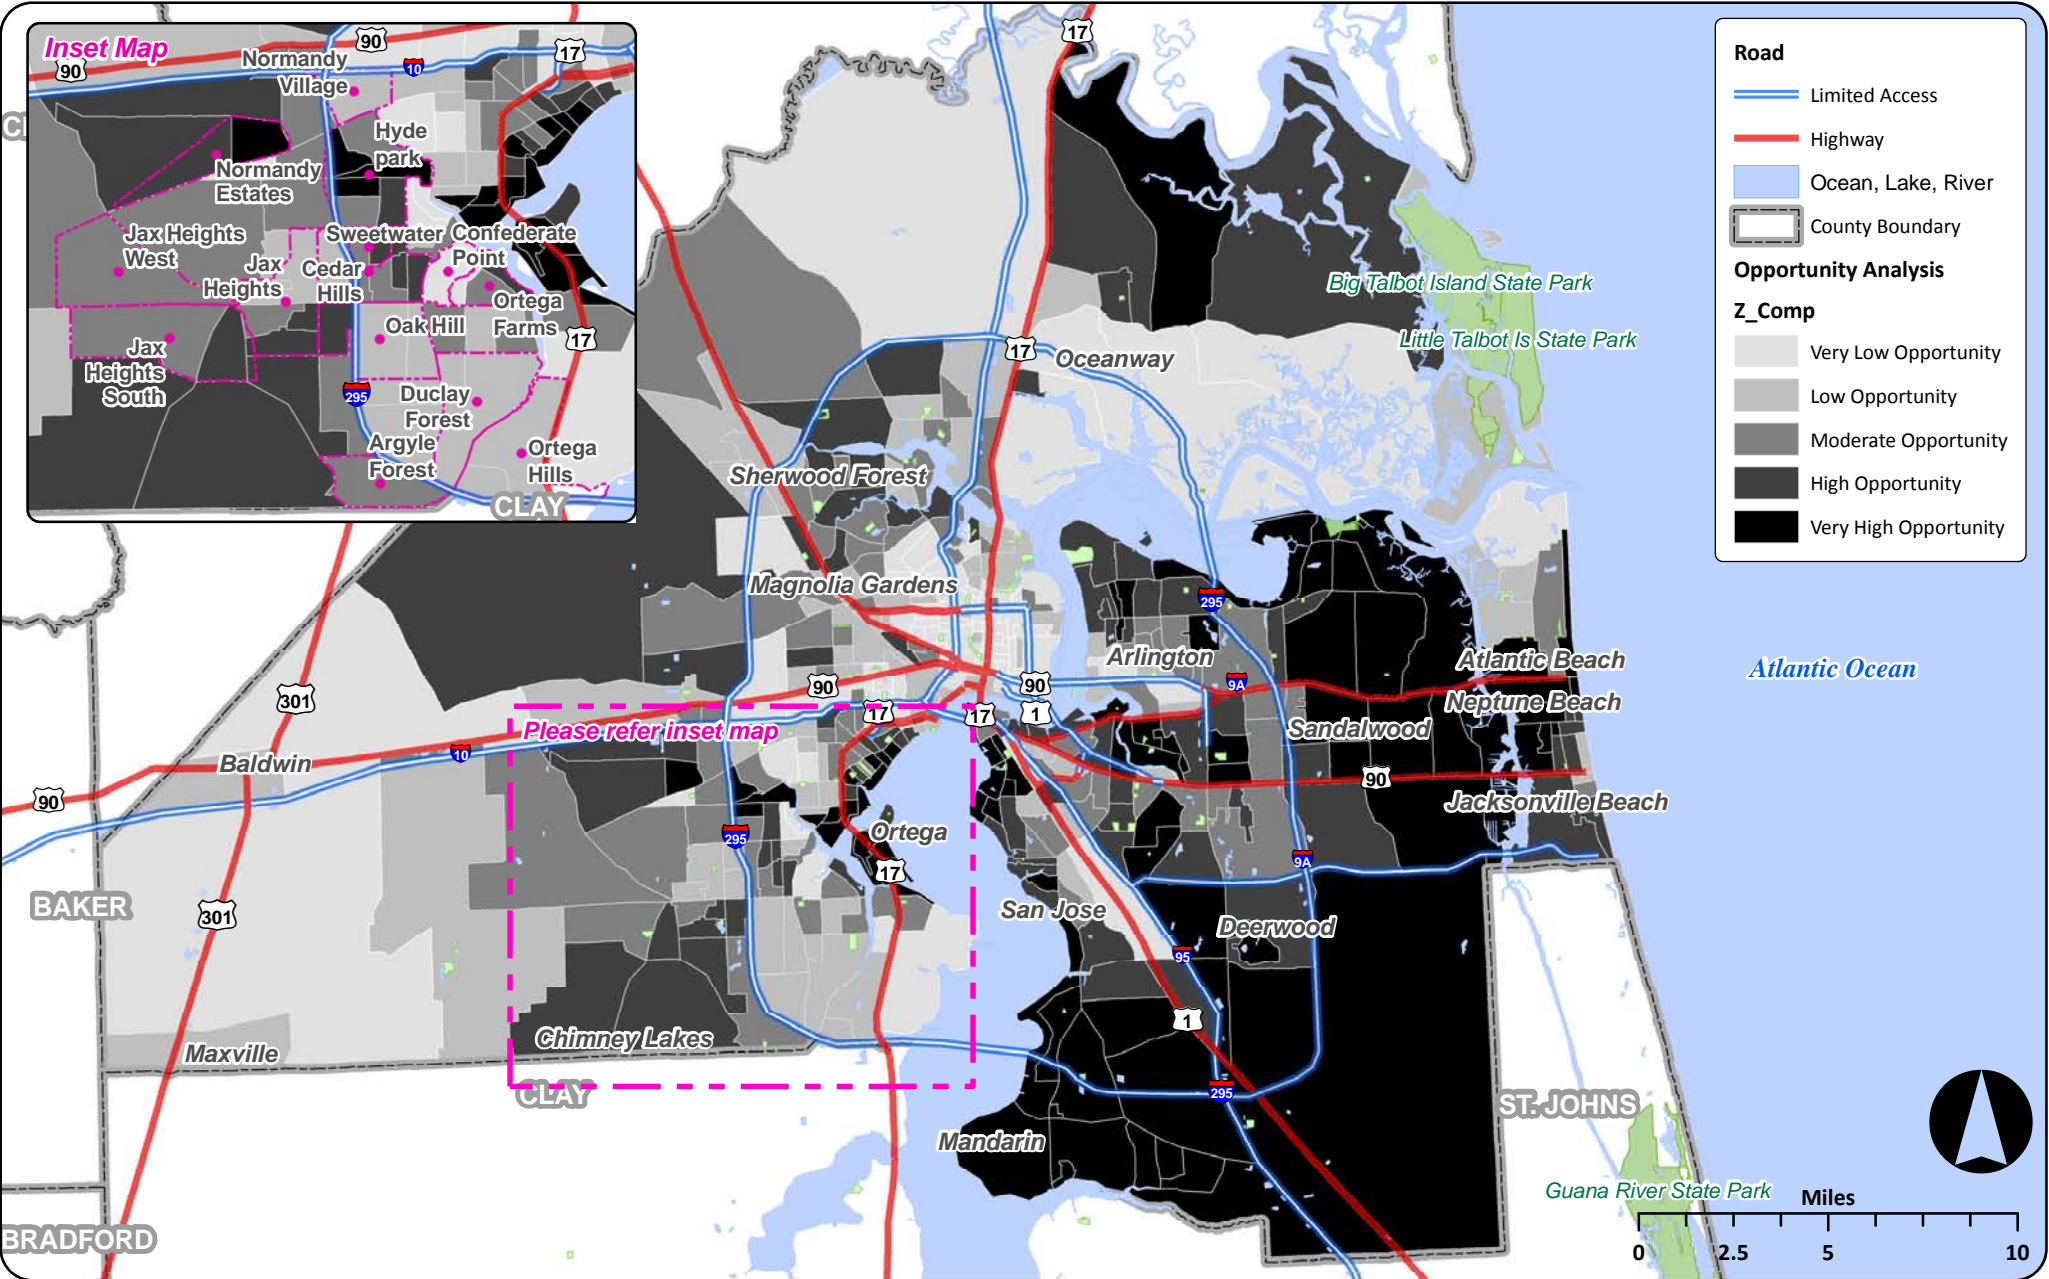 Inset Map
90
90
17
10
Normandy
Village
Hyde
park
Normandy
Estates
Jax Heights
West
Sweetwater
Confederate
Point
Jax
Heights
Cedar
Hills
Ortega
Farms
Oak Hill
17
Jax
Heights
South
295
Duclay
Forest
Argyle
Forest
Ortega
Hills
CLAY
17
Road
Limited Access
Highway
Ocean, Lake, River
County Boundary
Opportunity Analysis
Z_Comp
Very Low Opportunity
Low Opportunity
Moderate Opportunity
High Opportunity
Very High Opportunity
Big Talbot Island State Park
Little Talbot Is State Park
17
Oceanway
Sherwood Forest
Magnolia Gardens
295
Arlington
Atlantic Beach
Atlantic Ocean
90
90
9A
301
Neptune Beach
17
17
1
Please refer inset map
Sandalwood
10
Baldwin
90
90
Jacksonville Beach
295
Ortega
9A
17
BAKER
301
San Jose
Deerwood
95
1
Chimney Lakes
Maxville
CLAY
295
ST. JOHNS
Mandarin
Guana River State Park
Miles
BRADFORD
0
2.5
5
10